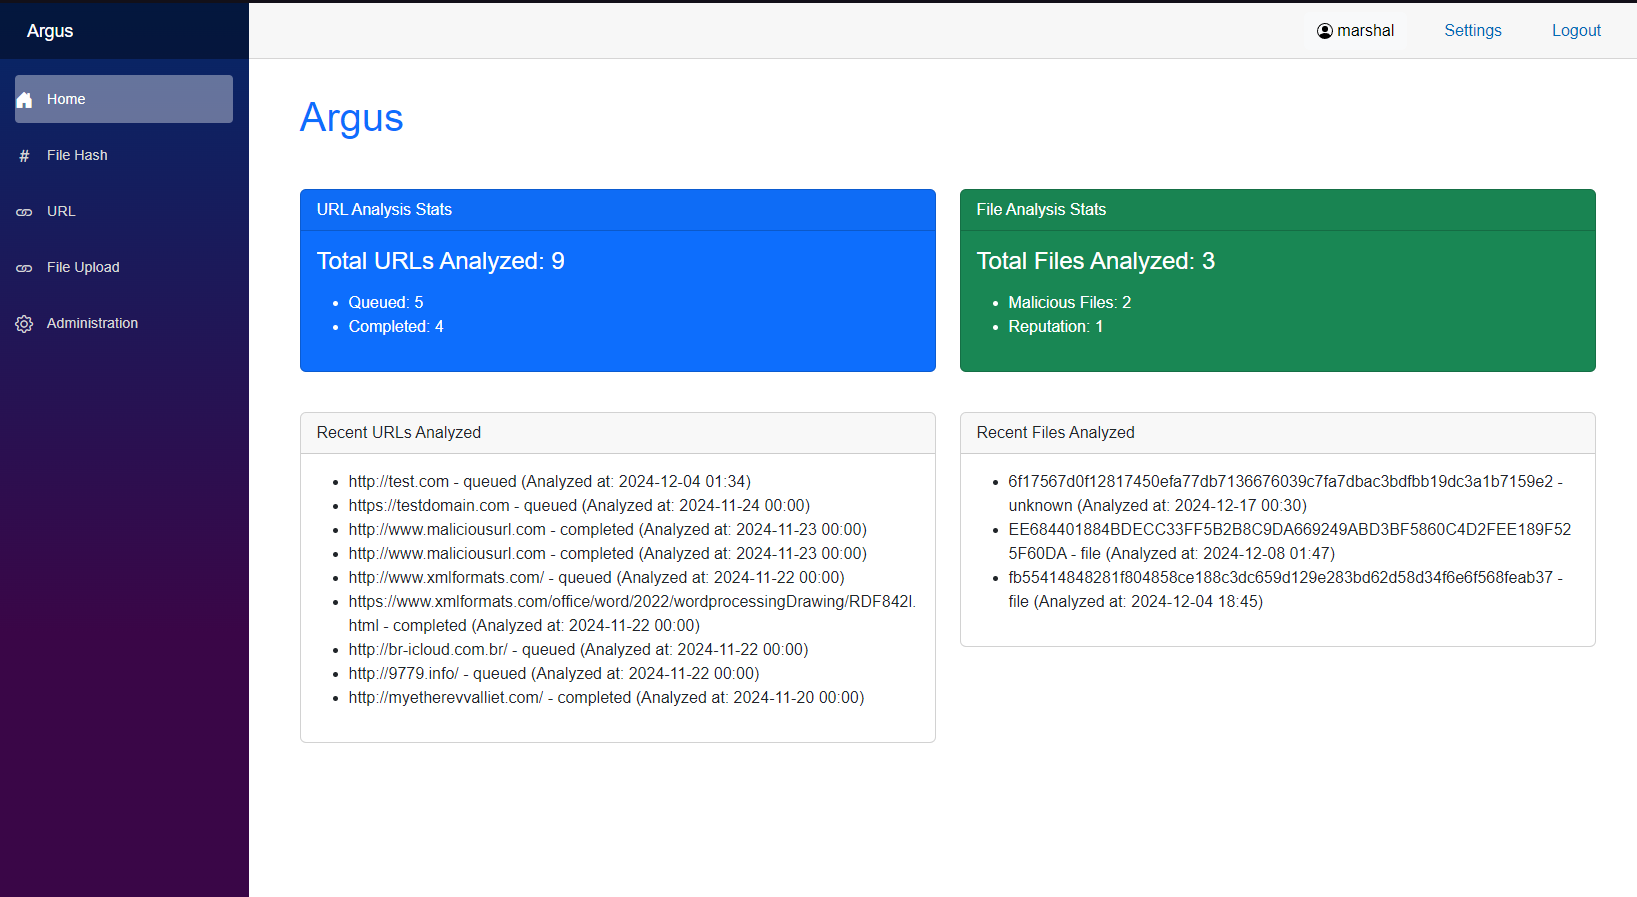 Argus
marshal
Settings
Logout
Home
# File Hash
URL
File Upload
Administration
Argus
URL Analysis Stats
Total URLs Analyzed: 9
• Queued: 5
• Completed: 4
File Analysis Stats
Total Files Analyzed: 3
• Malicious Files: 2
• Reputation: 1
Recent URLs Analyzed
• http://test.com - queued (Analyzed at: 2024-12-04 01:34)
• https://testdomain.com - queued (Analyzed at: 2024-11-24 00:00)
• http://www.maliciousurl.com - completed (Analyzed at: 2024-11-23 00:00)
• http://www.maliciousurl.com - completed (Analyzed at: 2024-11-23 00:00)
• http://www.xmlformats.com/ - queued (Analyzed at: 2024-11-22 00:00)
• https://www.xmlformats.com/office/word/2022/wordprocessingDrawing/RDF842l.
html - completed (Analyzed at: 2024-11-22 00:00)
• http://br-icloud.com.br/ - queued (Analyzed at: 2024-11-22 00:00)
• http://9779.info/ - queued (Analyzed at: 2024-11-22 00:00)
• http://myetherevvalliet.com/ - completed (Analyzed at: 2024-11-20 00:00)
Recent Files Analyzed
• 6f17567d0f12817450efa77db7136676039c7fa7dbac3bdfbb19dc3a1b7159e2 -
unknown (Analyzed at: 2024-12-17 00:30)
• EE684401884BDECC33FF5B2B8C9DA669249ABD3BF5860C4D2FEE189F52
5F60DA - file (Analyzed at: 2024-12-08 01:47)
• fb55414848281f804858ce188c3dc659d129e283bd62d58d34f6e6f568feab37 -
file (Analyzed at: 2024-12-04 18:45)